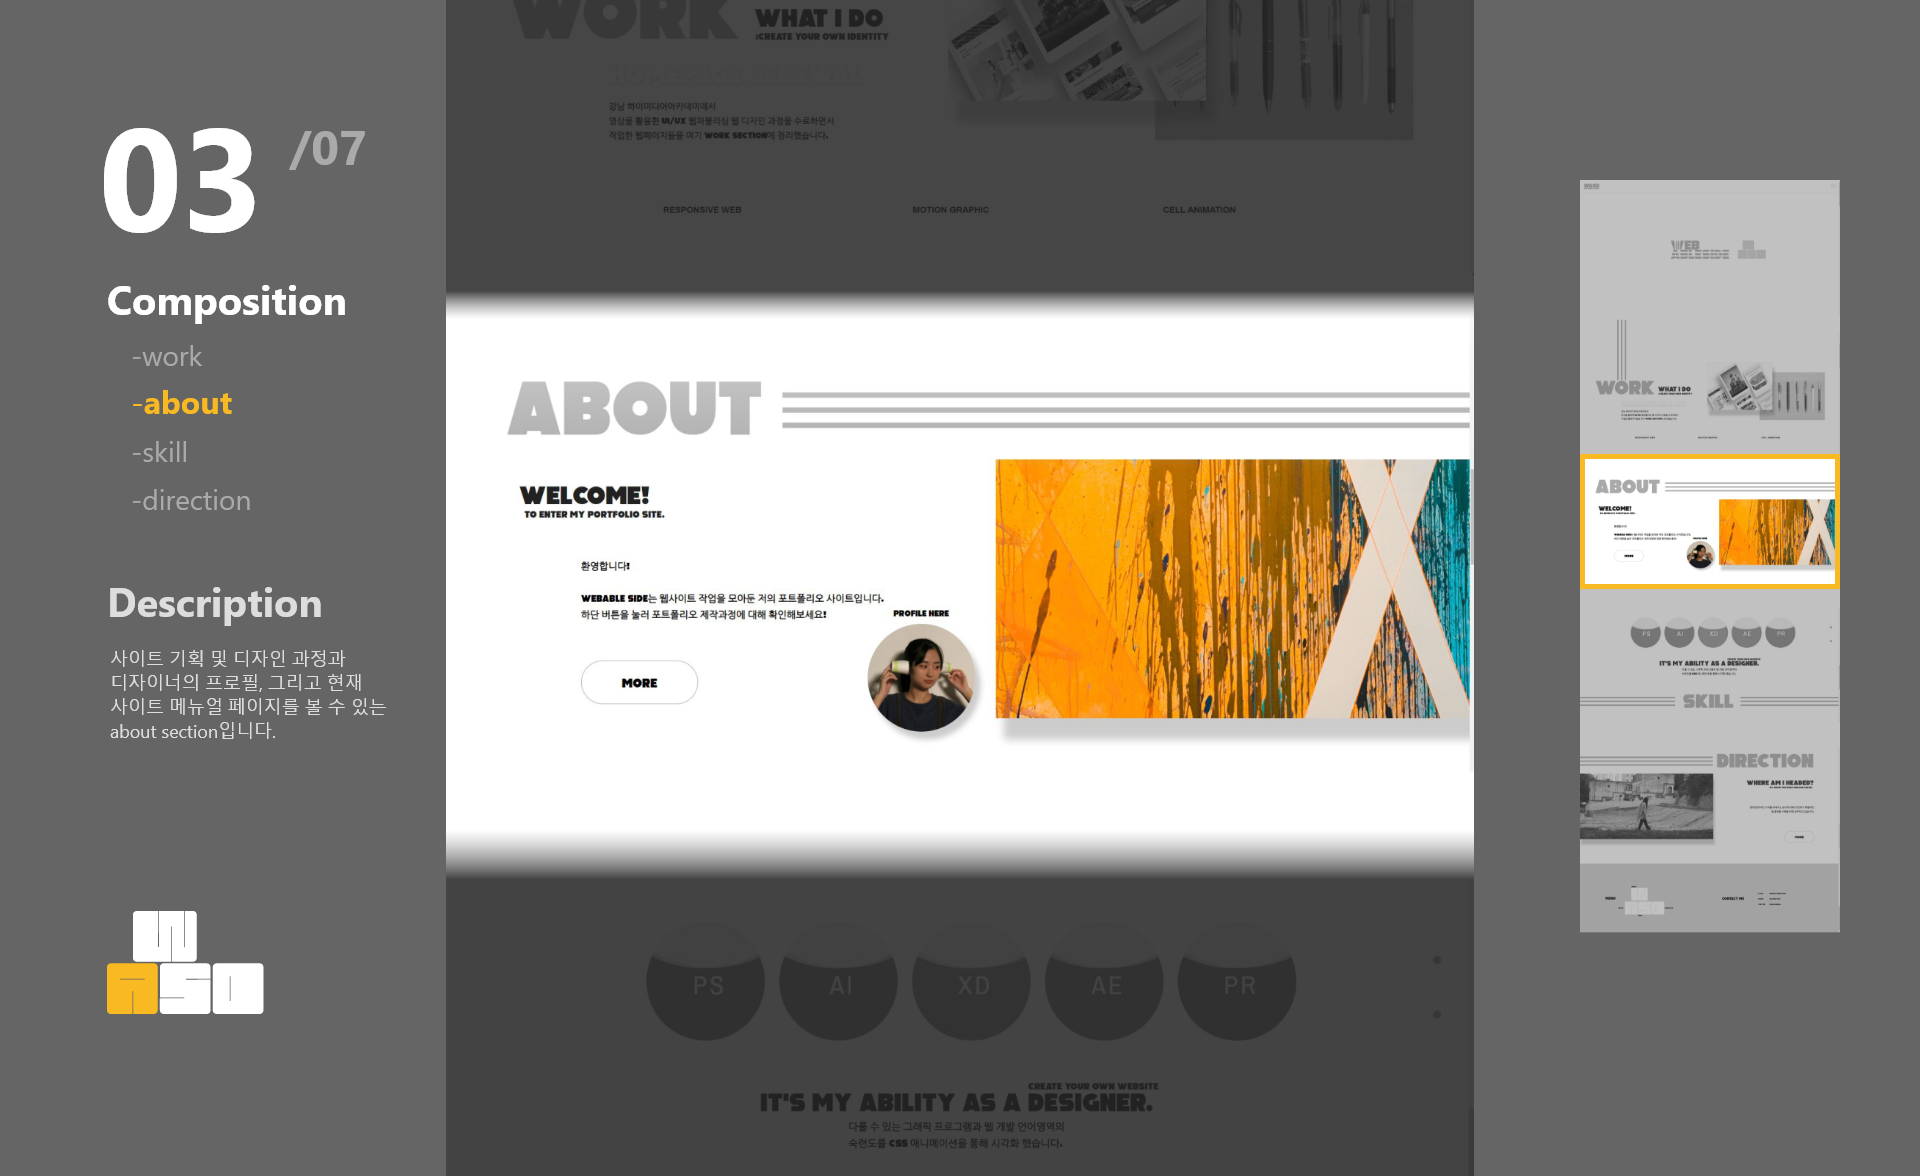 03 /07
Composition
-work
-about
-skill
-direction
Description
사이트 기획 및 디자인 과정과
디자이너의 프로필, 그리고 현재
사이트 메뉴얼 페이지를 볼 수 있는
about section입니다.
W
A S D
WORK
WHAT I DO
:CREATE YOUR OWN IDENTITY
HOMEPAGE RENEWAL
강남 하이미디어아카데미에서
영상을 활용한 UI/UX 웹퍼블리싱 웹 디자인 과정을 수료하면서
작업한 웹페이지들을 여기 WORK SECTION에 정리했습니다.
RESPONSIVE WEB
MOTION GRAPHIC
CELL ANIMATION
ABOUT
WELCOME!
TO ENTER MY PORTFOLIO SITE.
환영합니다!
WEBABLE SIDE는 웹사이트 작업을 모아둔 저의 포트폴리오 사이트입니다.
하단 버튼을 눌러 포트폴리오 제작과정에 대해 확인해보세요!
PROFILE HERE
MORE
PS
AI
XD
AE
PR
CREATE YOUR OWN WEBSITE
IT'S MY ABILITY AS A DESIGNER.
다룰 수 있는 그래픽 프로그램과 웹 개발 언어영역의
숙련도를 CSS 애니메이션을 통해 시각화 했습니다.
WEB
WORK
WHAT I DO
ABOUT
WELCOME!
PROFILE HERE
MORE
PS
AI
XD
AE
PR
IT'S MY ABILITY AS A DESIGNER.
SKILL
DIRECTION
WHERE AM I HEADED?
MORE
CONTACT ME